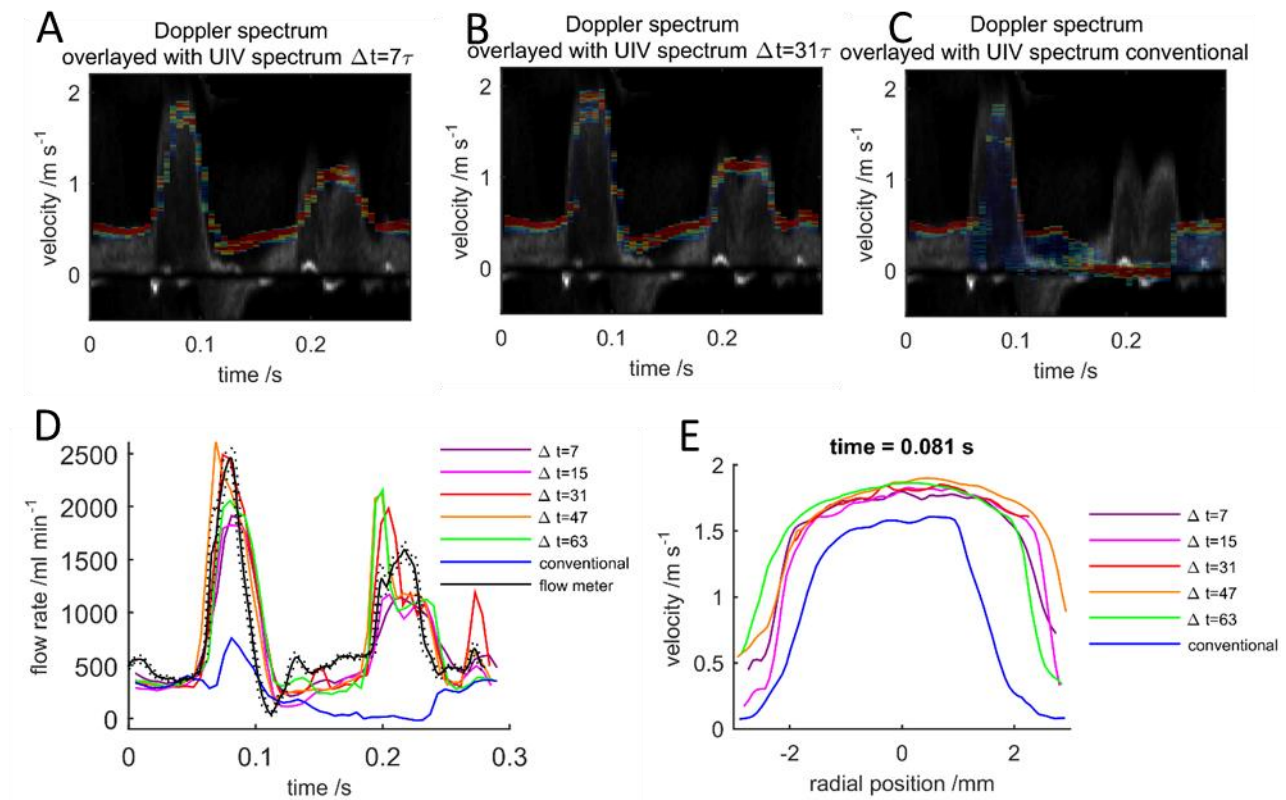 A
Doppler spectrum
overlayed with UIV spectrum Δt=7τ
velocity /m s⁻¹
2
1
0
0 0.1 0.2
time /s
B
Doppler spectrum
overlayed with UIV spectrum Δt=31τ
velocity /m s⁻¹
2
1
0
0 0.1 0.2
time /s
C
Doppler spectrum
overlayed with UIV spectrum conventional
velocity /m s⁻¹
2
1
0
0 0.1 0.2
time /s
D
flow rate /ml min⁻¹
2500
2000
1500
1000
500
0
0 0.1 0.2 0.3
time /s
Δ t=7
Δ t=15
Δ t=31
Δ t=47
Δ t=63
conventional
flow meter
E
time = 0.081 s
velocity /m s⁻¹
2
1.5
1
0.5
0
-2 0 2
radial position /mm
Δ t=7
Δ t=15
Δ t=31
Δ t=47
Δ t=63
conventional